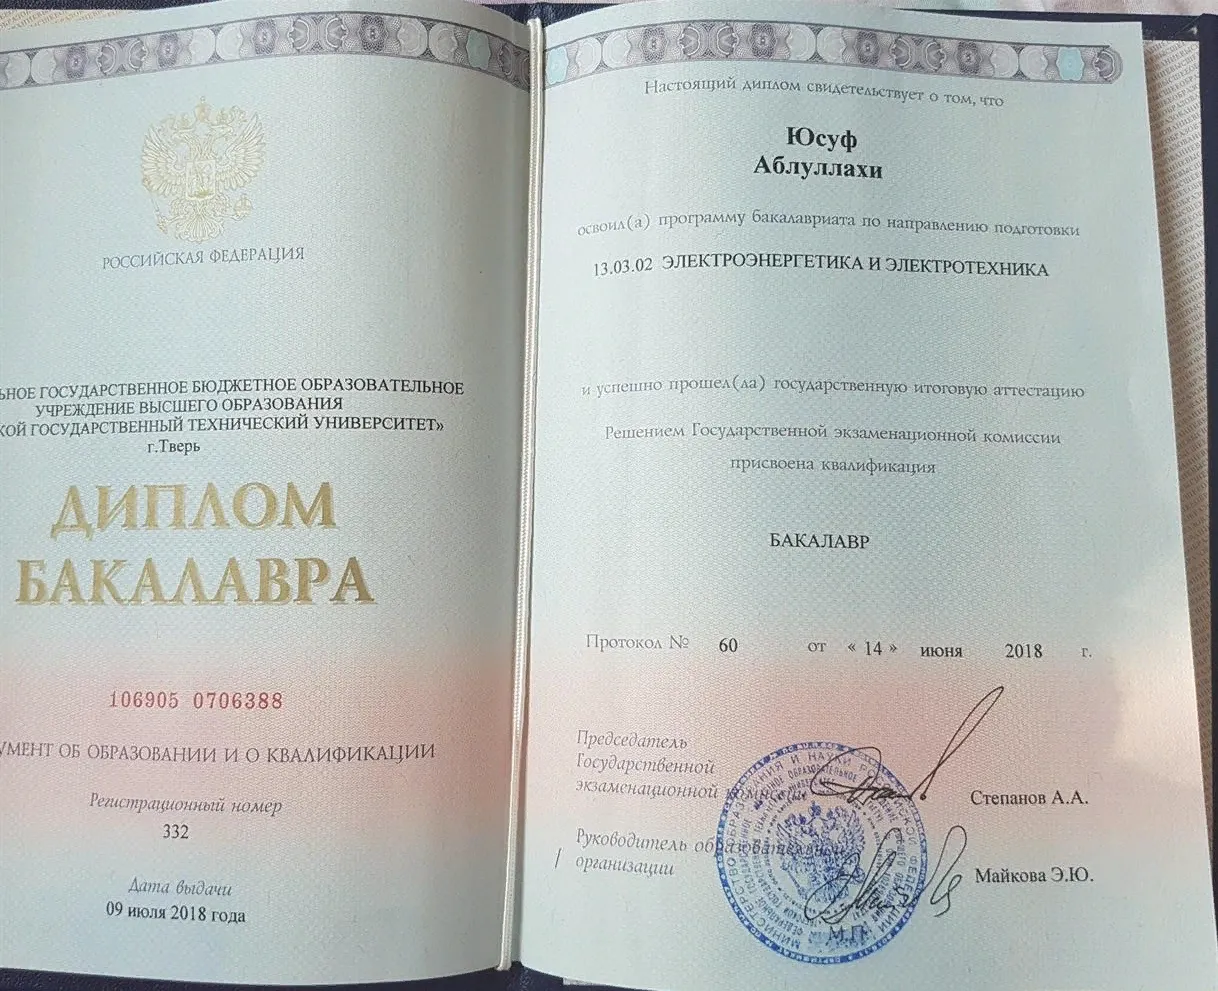 РОССИЙСКАЯ ФЕДЕРАЦИЯ
ГОСУДАРСТВЕННОЕ БЮДЖЕТНОЕ ОБРАЗОВАТЕЛЬНОЕ
УЧРЕЖДЕНИЕ ВЫСШЕГО ОБРАЗОВАНИЯ
ГОСУДАРСТВЕННЫЙ ТЕХНИЧЕСКИЙ УНИВЕРСИТЕТ»
г.Тверь
ДИПЛОМ
БАКАЛАВРА
106905 0706388
УМЕНТ ОБ ОБРАЗОВАНИИ И О КВАЛИФИКАЦИИ
Регистрационный номер
332
Дата выдачи
09 июля 2018 года
Настоящий диплом свидетельствует о том, что
Юсуф
Аблуллахи
освоил(а) программу бакалавриата по направлению подготовки
13.03.02 ЭЛЕКТРОЭНЕРГЕТИКА И ЭЛЕКТРОТЕХНИКА
и успешно прошел(ла) государственную итоговую аттестацию
Решением Государственной экзаменационной комиссии
присвоена квалификация
БАКАЛАВР
Протокол № 60 от « 14 » июня 2018 г.
Председатель
Государственной
экзаменационной комиссии
Степанов А.А.
Руководитель образовательной
организации
Майкова Э.Ю.
М.П.